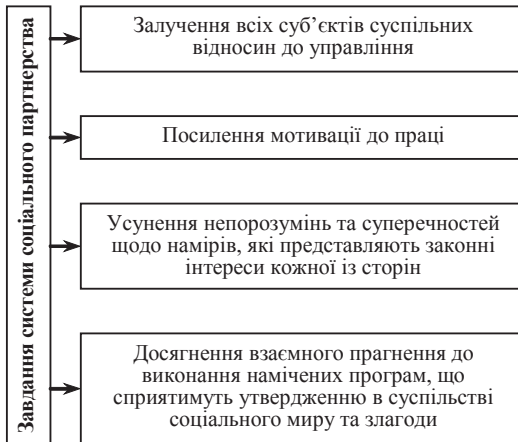 Завдання системи соціального партнерства
Залучення всіх суб’єктів суспільних
відносин до управління
Посилення мотивації до праці
Усунення непорозумінь та суперечностей
щодо намірів, які представляють законні
інтереси кожної із сторін
Досягнення взаємного прагнення до
виконання намічених програм, що
сприятимуть утвердженню в суспільстві
соціального миру та злагоди